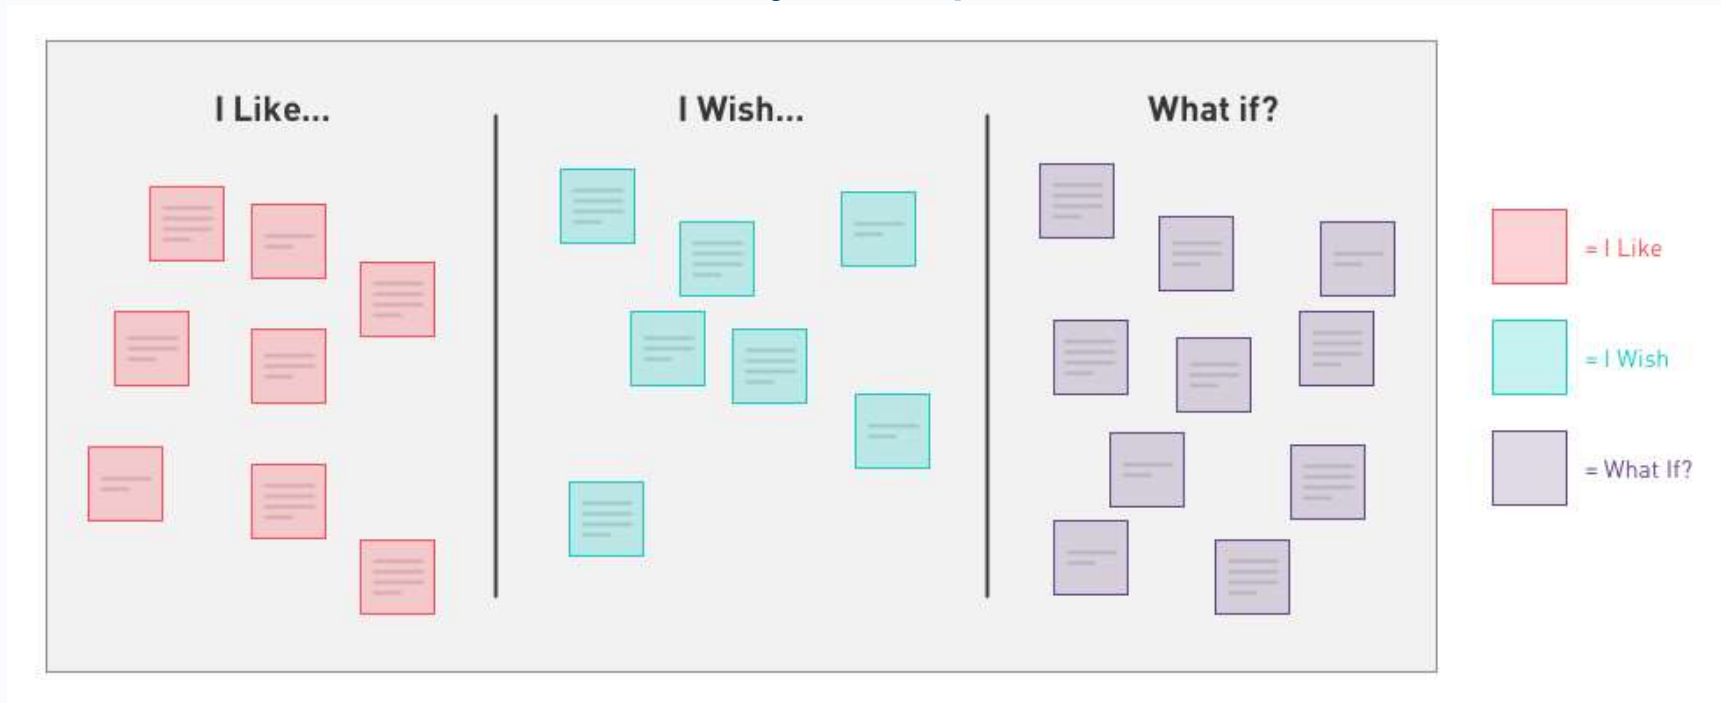 I Like...
I Wish...
What if?
= I Like
= I Wish
= What If?